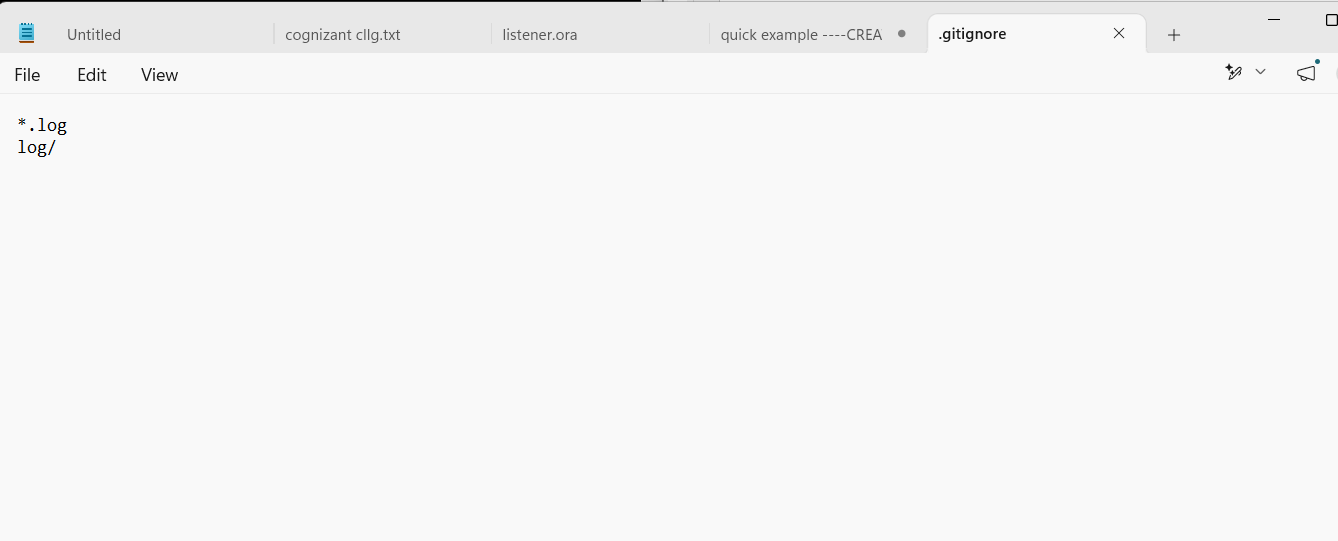 Untitled
cognizant cllg.txt
listener.ora
quick example ----CREA
.gitignore
File
Edit
View
*.log
log/